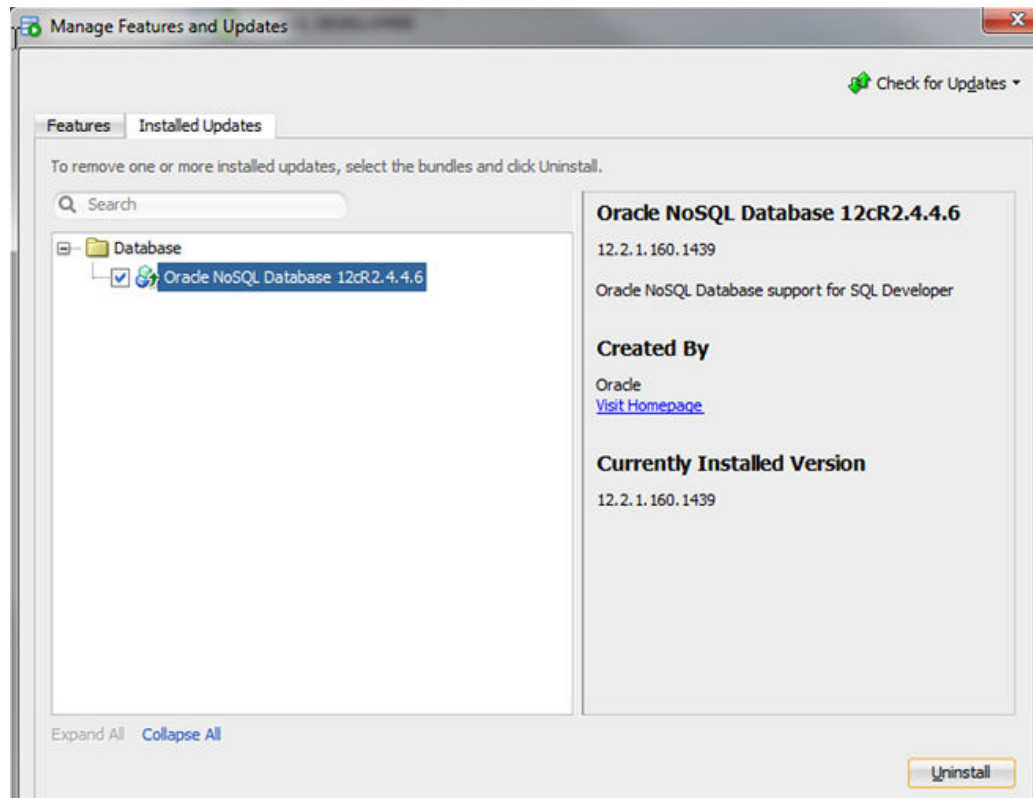 Manage Features and Updates
Check for Updates
Features
Installed Updates
To remove one or more installed updates, select the bundles and click Uninstall.
Search
Database
Oracle NoSQL Database 12cR2.4.4.6
Oracle NoSQL Database 12cR2.4.4.6
12.2.1.160.1439
Oracle NoSQL Database support for SQL Developer
Created By
Oracle
Visit Homepage
Currently Installed Version
12.2.1.160.1439
Expand All
Collapse All
Uninstall